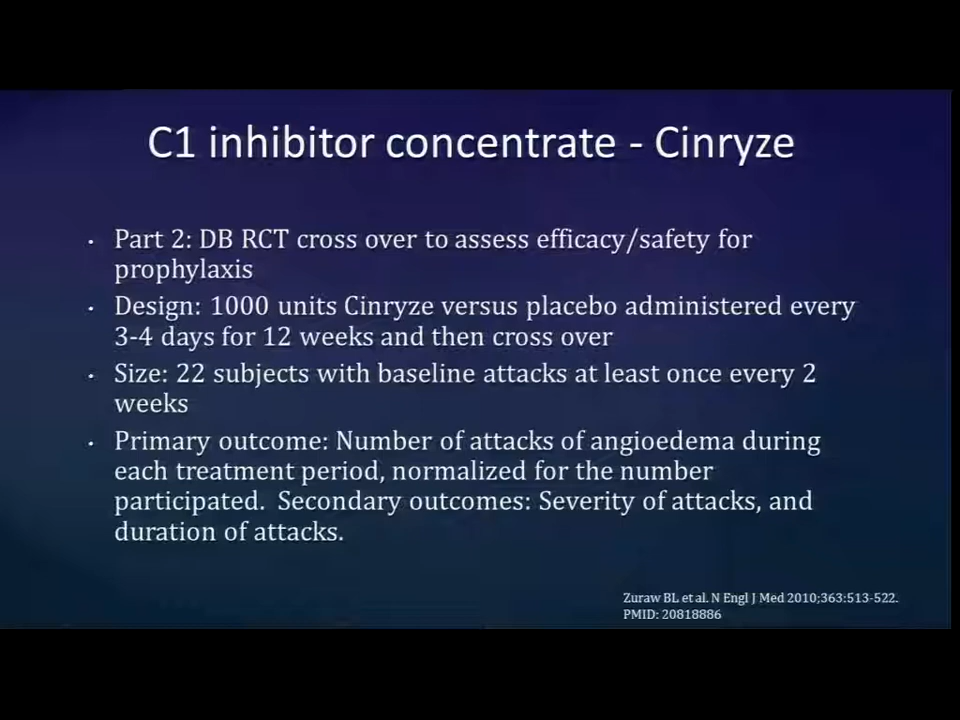 C1 inhibitor concentrate - Cinryze
• Part 2: DB RCT cross over to assess efficacy/safety for
prophylaxis
• Design: 1000 units Cinryze versus placebo administered every
3-4 days for 12 weeks and then cross over
• Size: 22 subjects with baseline attacks at least once every 2
weeks
• Primary outcome: Number of attacks of angioedema during
each treatment period, normalized for the number
participated.  Secondary outcomes: Severity of attacks, and
duration of attacks.
Zuraw BL et al. N Engl J Med 2010;363:513-522.
PMID: 20818886